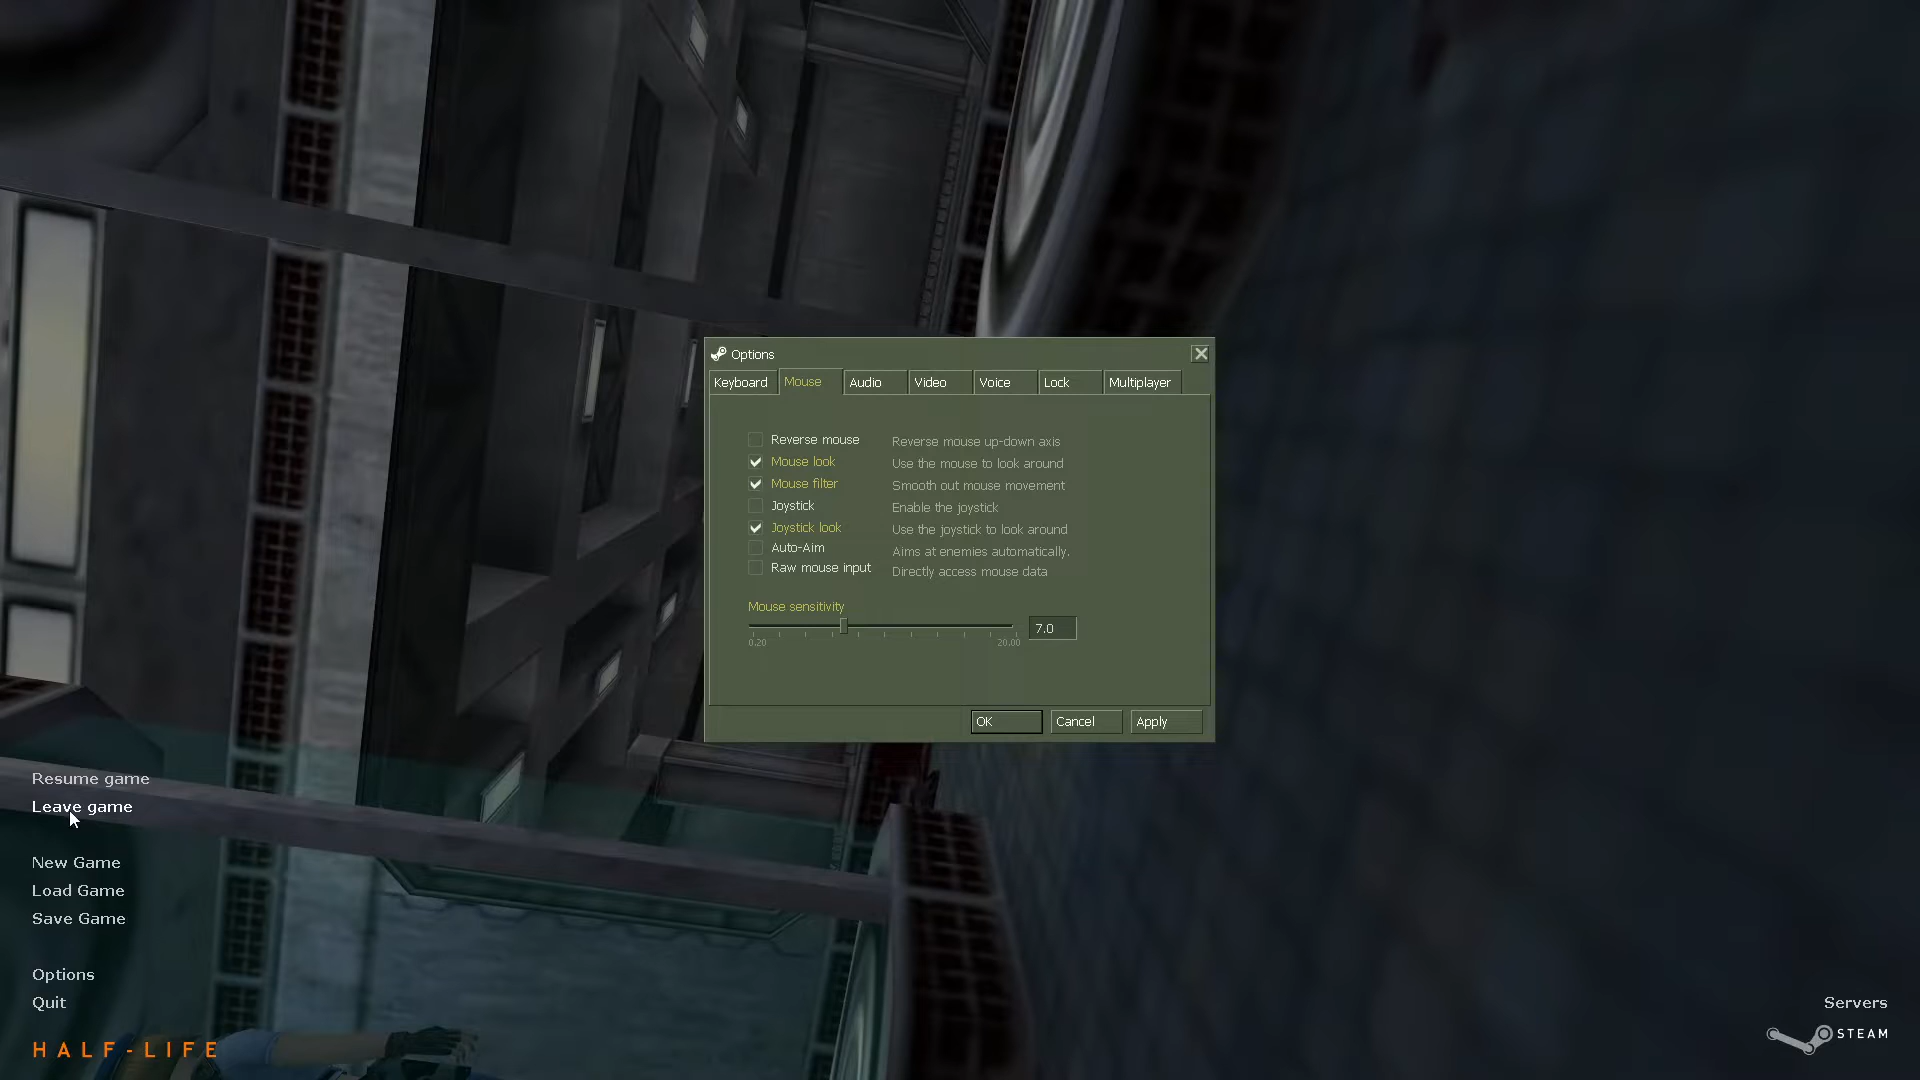 Options
Keyboard Mouse Audio Video Voice Lock Multiplayer
Reverse mouse Reverse mouse up-down axis
Mouse look Use the mouse to look around
Mouse filter Smooth out mouse movement
Joystick Enable the joystick
Joystick look Use the joystick to look around
Auto-Aim Aims at enemies automatically.
Raw mouse input Directly access mouse data
Mouse sensitivity
7.0
0.20 20.00
OK Cancel Apply
Resume game
Leave game
New Game
Load Game
Save Game
Options
Quit
HALF-LIFE
Servers
STEAM